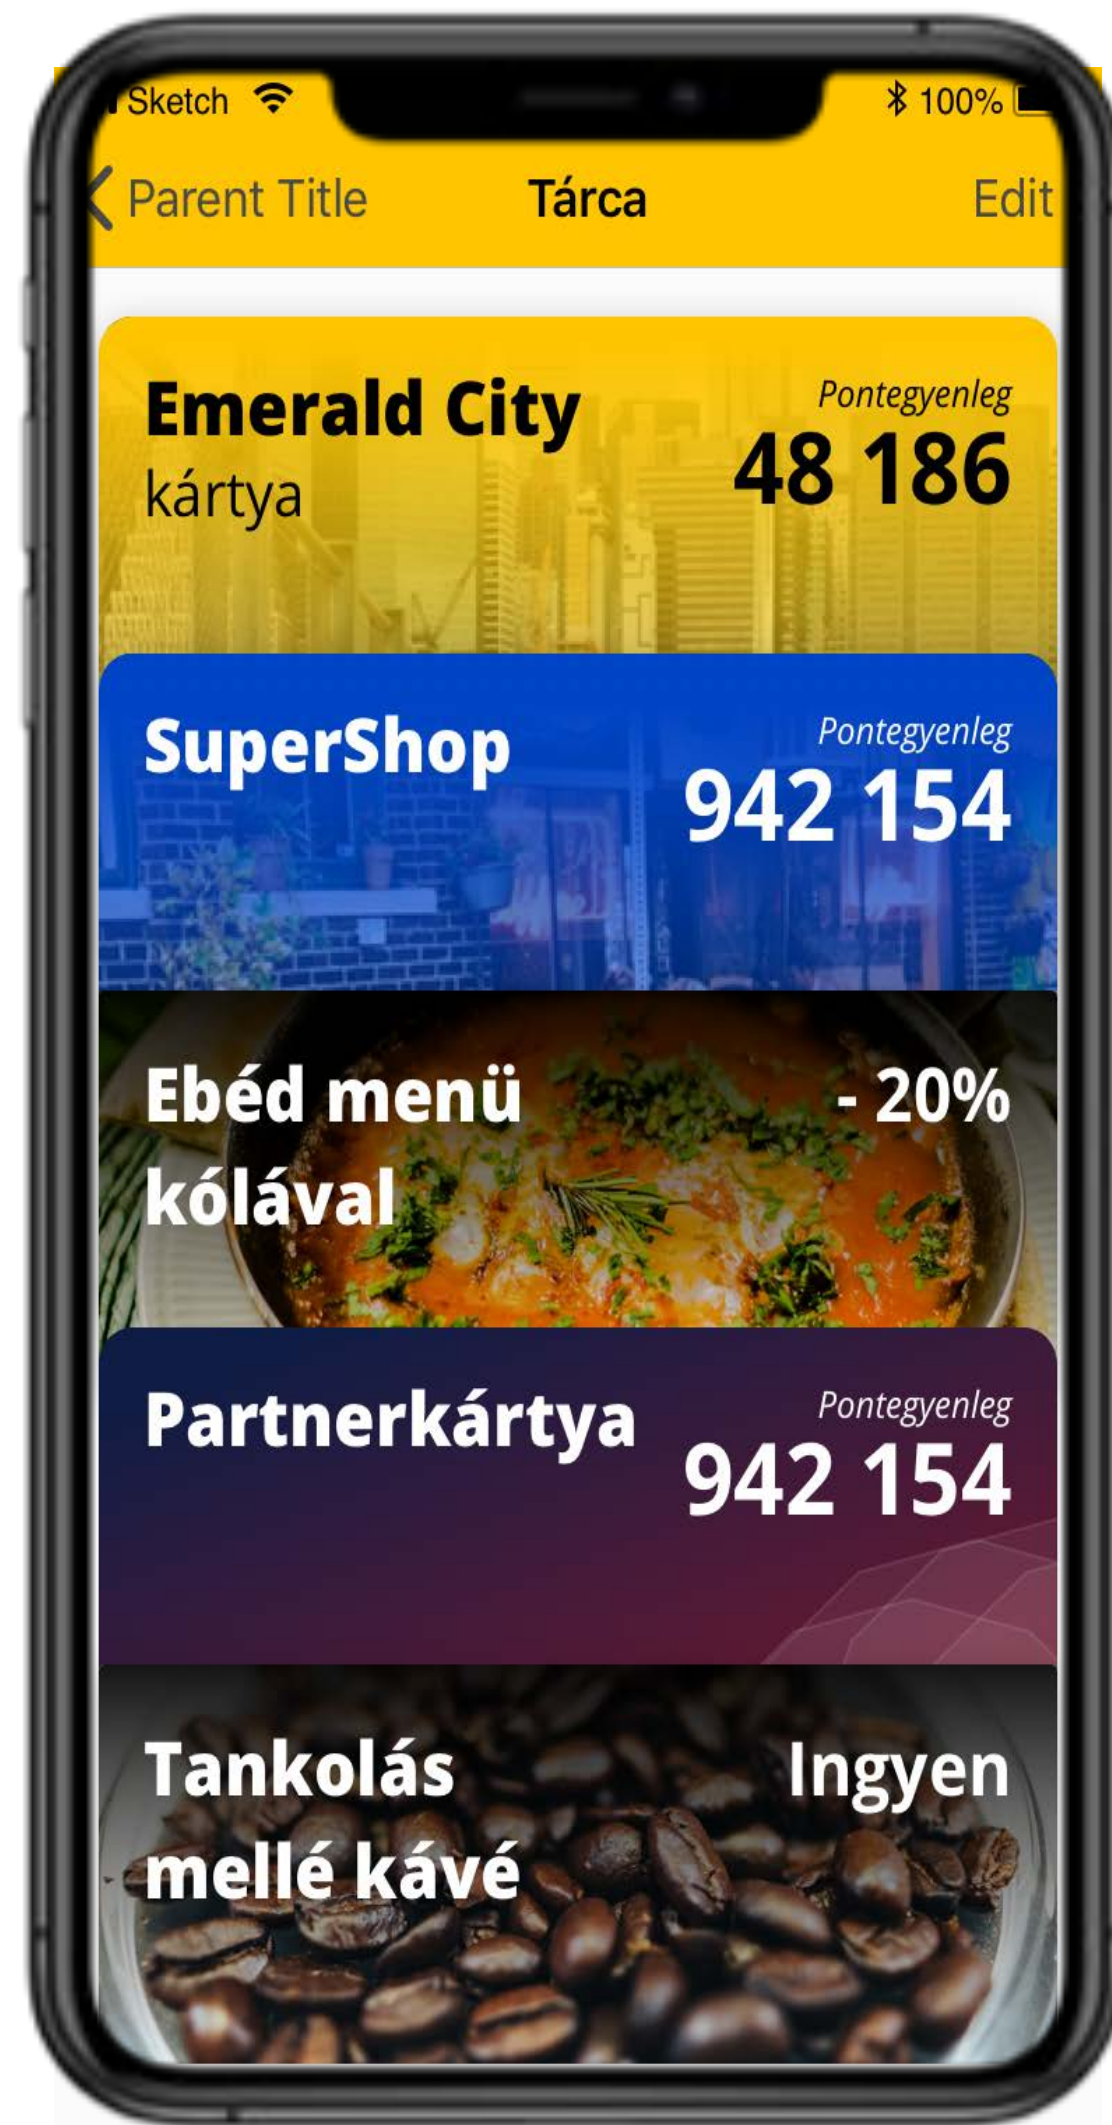 Sketch 100%
Parent Title Tárca Edit
Emerald City Pontegyenleg
kártya 48 186
SuperShop Pontegyenleg
942 154
Ebéd menü - 20%
kólával
Partnerkártya Pontegyenleg
942 154
Tankolás Ingyen
mellé kávé